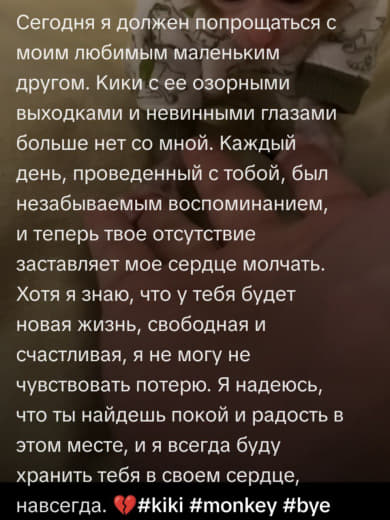 Сегодня я должен попрощаться с
моим любимым маленьким
другом. Кики с ее озорными
выходками и невинными глазами
больше нет со мной. Каждый
день, проведенный с тобой, был
незабываемым воспоминанием,
и теперь твое отсутствие
заставляет мое сердце молчать.
Хотя я знаю, что у тебя будет
новая жизнь, свободная и
счастливая, я не могу не
чувствовать потерю. Я надеюсь,
что ты найдешь покой и радость в
этом месте, и я всегда буду
хранить тебя в своем сердце,
навсегда. 💔#kiki #monkey #bye